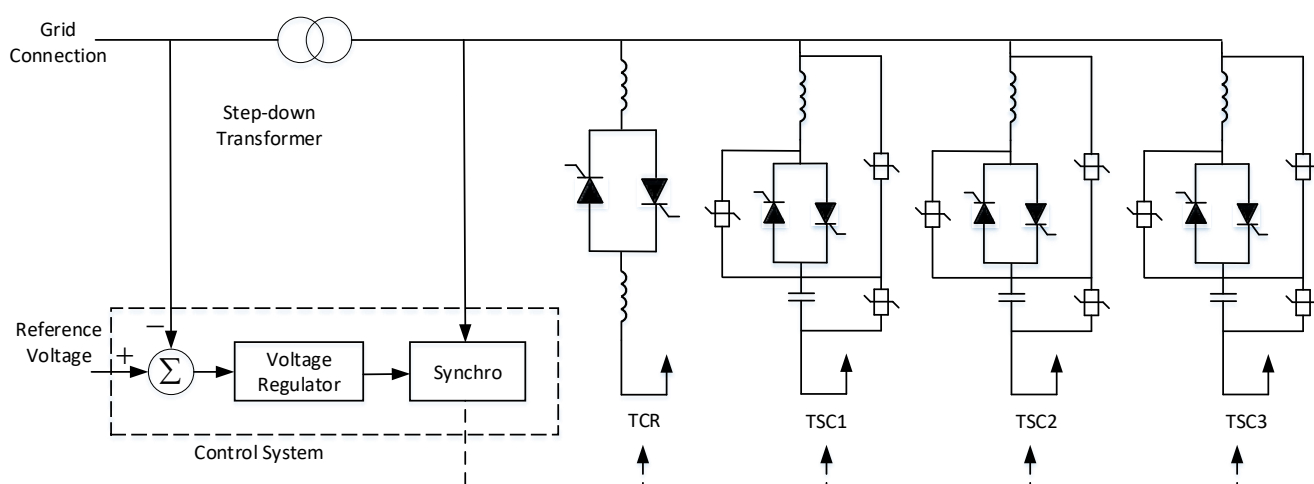 Grid
Connection
Step-down
Transformer
Reference
Voltage
−
+
Σ
Voltage
Regulator
Synchro
Control System
TCR
TSC1
TSC2
TSC3